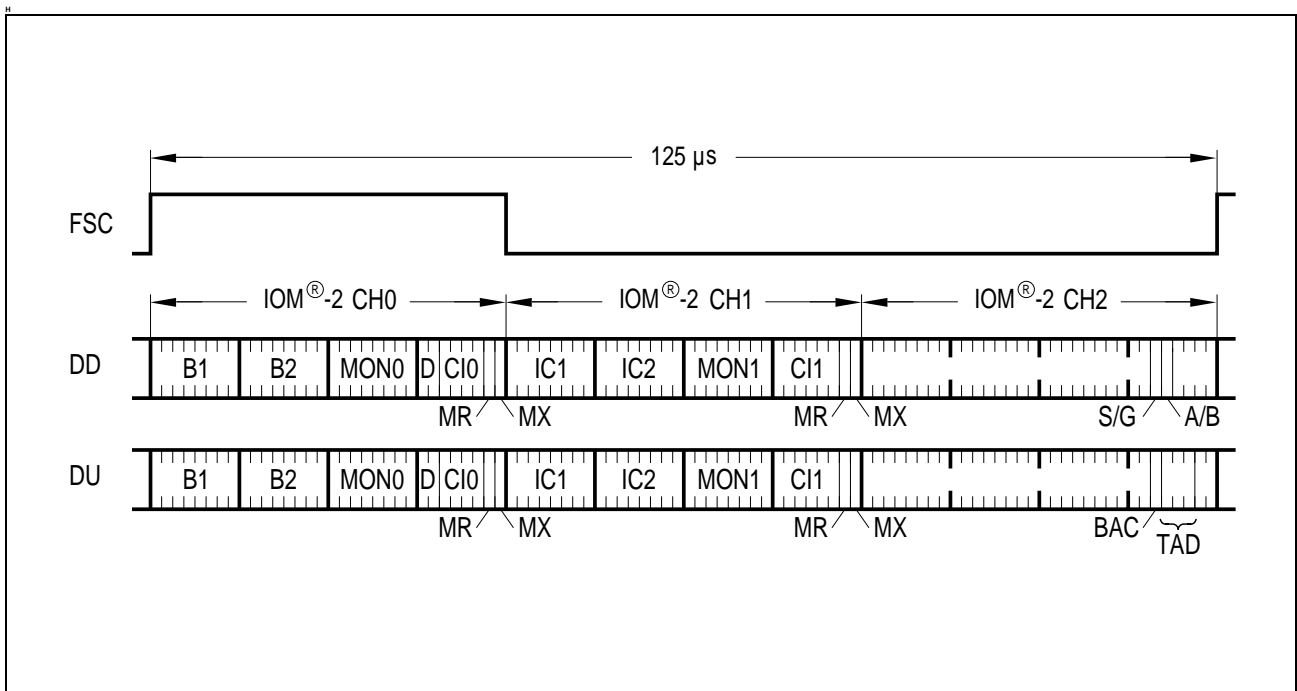 H
125 µs
FSC
IOM®-2 CH0 IOM®-2 CH1 IOM®-2 CH2
DD B1 B2 MON0 D CI0 IC1 IC2 MON1 CI1
MR MX MR MX S/G A/B
DU B1 B2 MON0 D CI0 IC1 IC2 MON1 CI1
MR MX MR MX BAC TAD